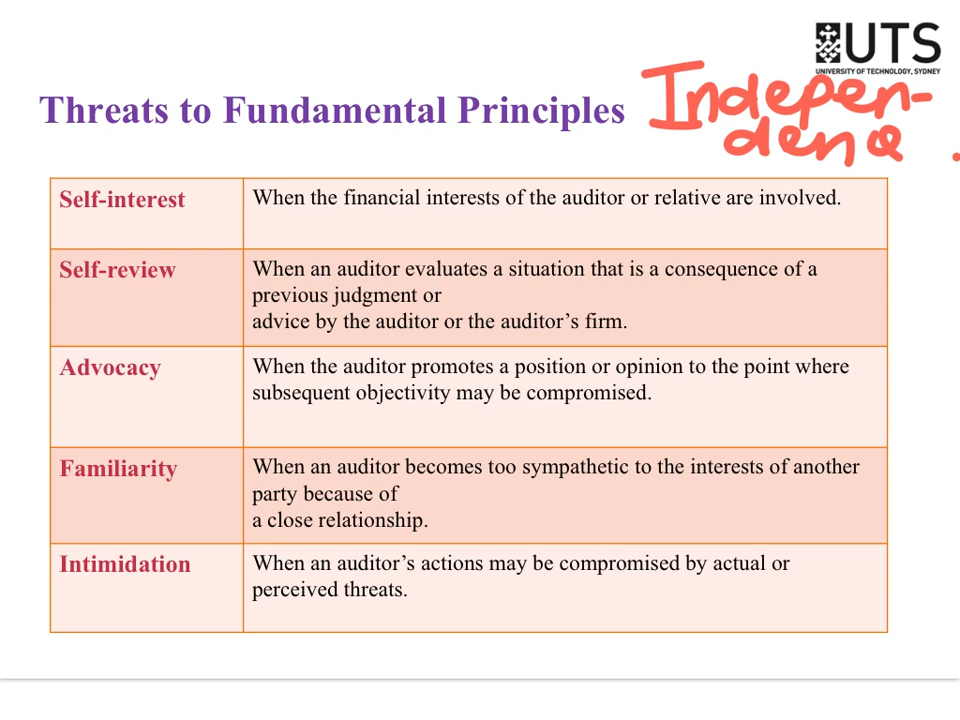 UTS
UNIVERSITY OF TECHNOLOGY, SYDNEY
Threats to Fundamental Principles
Indepen-
dence
Self-interest
When the financial interests of the auditor or relative are involved.
Self-review
When an auditor evaluates a situation that is a consequence of a
previous judgment or
advice by the auditor or the auditor’s firm.
Advocacy
When the auditor promotes a position or opinion to the point where
subsequent objectivity may be compromised.
Familiarity
When an auditor becomes too sympathetic to the interests of another
party because of
a close relationship.
Intimidation
When an auditor’s actions may be compromised by actual or
perceived threats.